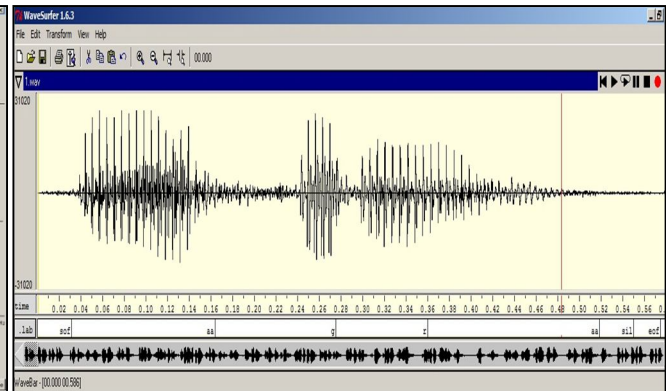 WaveSurfer 1.6.3
File Edit Transform View Help
00.000
1.wav
31020
-31020
time 0.02 0.04 0.06 0.08 0.10 0.12 0.14 0.16 0.18 0.20 0.22 0.24 0.26 0.28 0.30 0.32 0.34 0.36 0.38 0.40 0.42 0.44 0.46 0.48 0.50 0.52 0.54 0.56 0.
.lab sof aa g r aa sil eof
WaveBar - [00.000 00.586]